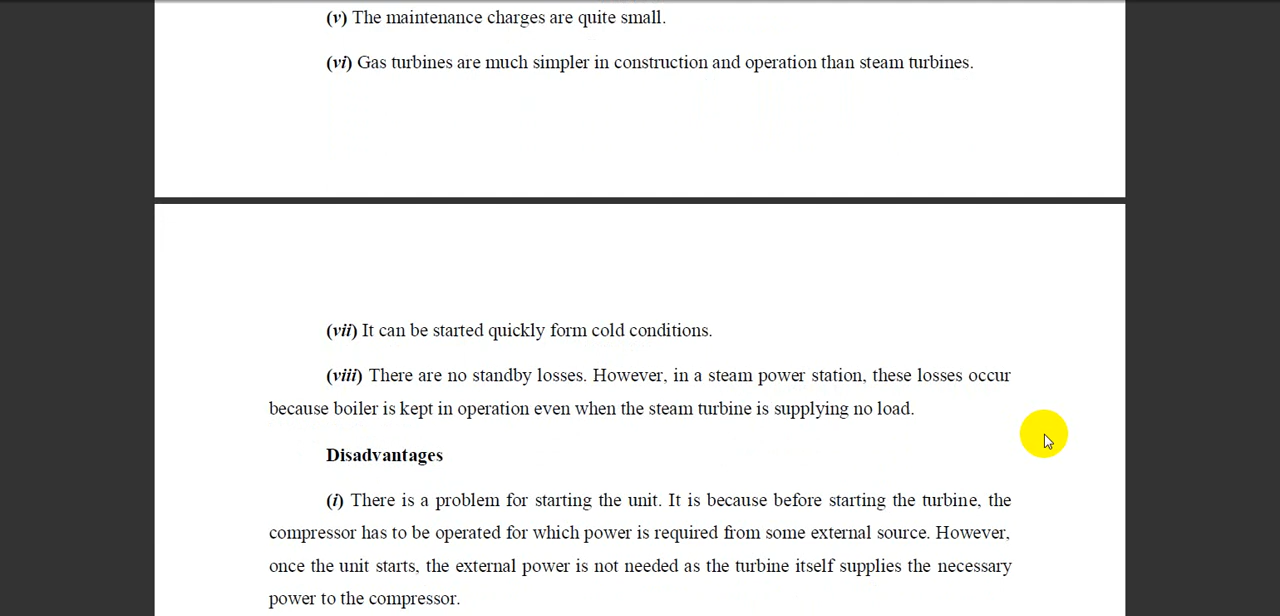 (v) The maintenance charges are quite small.
(vi) Gas turbines are much simpler in construction and operation than steam turbines.
(vii) It can be started quickly form cold conditions.
(viii) There are no standby losses. However, in a steam power station, these losses occur
because boiler is kept in operation even when the steam turbine is supplying no load.
Disadvantages
(i) There is a problem for starting the unit. It is because before starting the turbine, the
compressor has to be operated for which power is required from some external source. However,
once the unit starts, the external power is not needed as the turbine itself supplies the necessary
power to the compressor.